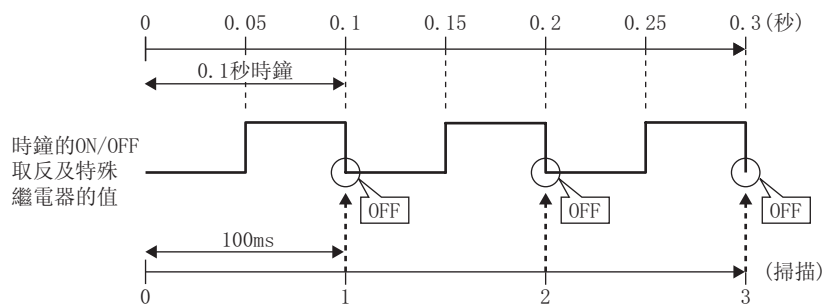 0 0.05 0.1 0.15 0.2 0.25 0.3(秒)
0.1秒時鐘
時鐘的ON/OFF
取反及特殊
繼電器的值
OFF OFF OFF
100ms
(掃描)
0 1 2 3